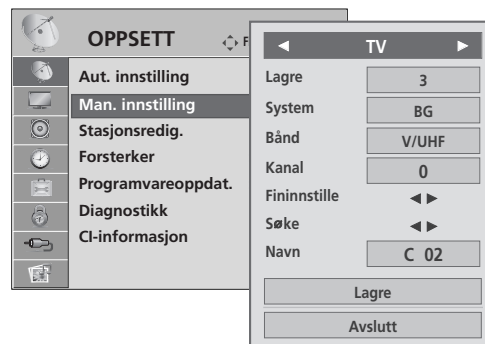 OPPSETT
F
Aut. innstilling
Man. innstilling
Stasjonsredig.
Forsterker
Programvareoppdat.
Diagnostikk
CI-informasjon
◄ TV ►
Lagre 3
System BG
Bånd V/UHF
Kanal 0
Fininnstille ◄ ►
Søke ◄ ►
Navn C 02
Lagre
Avslutt